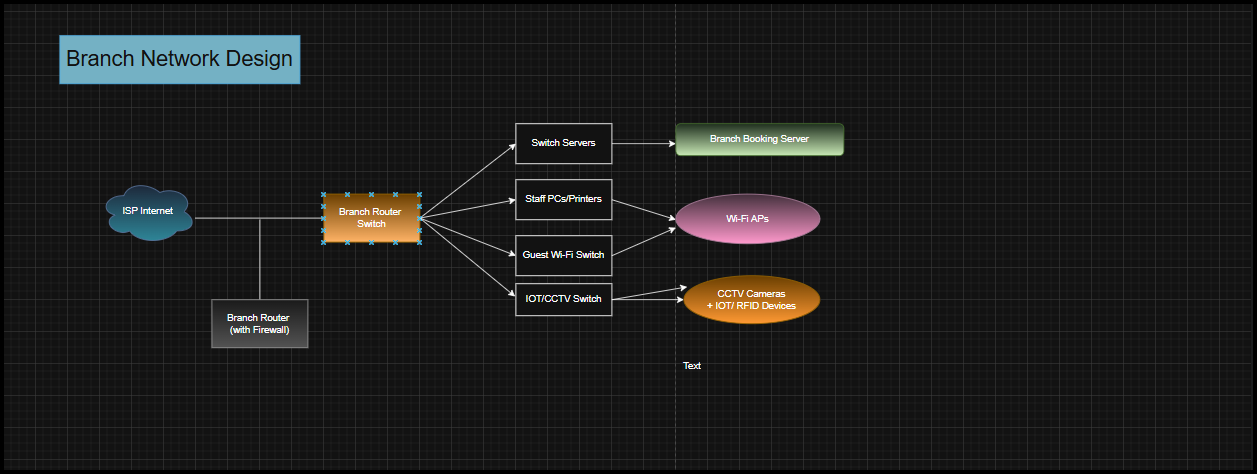 Branch Network Design
Switch Servers
Branch Booking Server
Staff PCs/Printers
ISP Internet
Branch Router
Switch
Wi-Fi APs
Guest Wi-Fi Switch
IOT/CCTV Switch
CCTV Cameras
+ IOT/ RFID Devices
Branch Router
(with Firewall)
Text